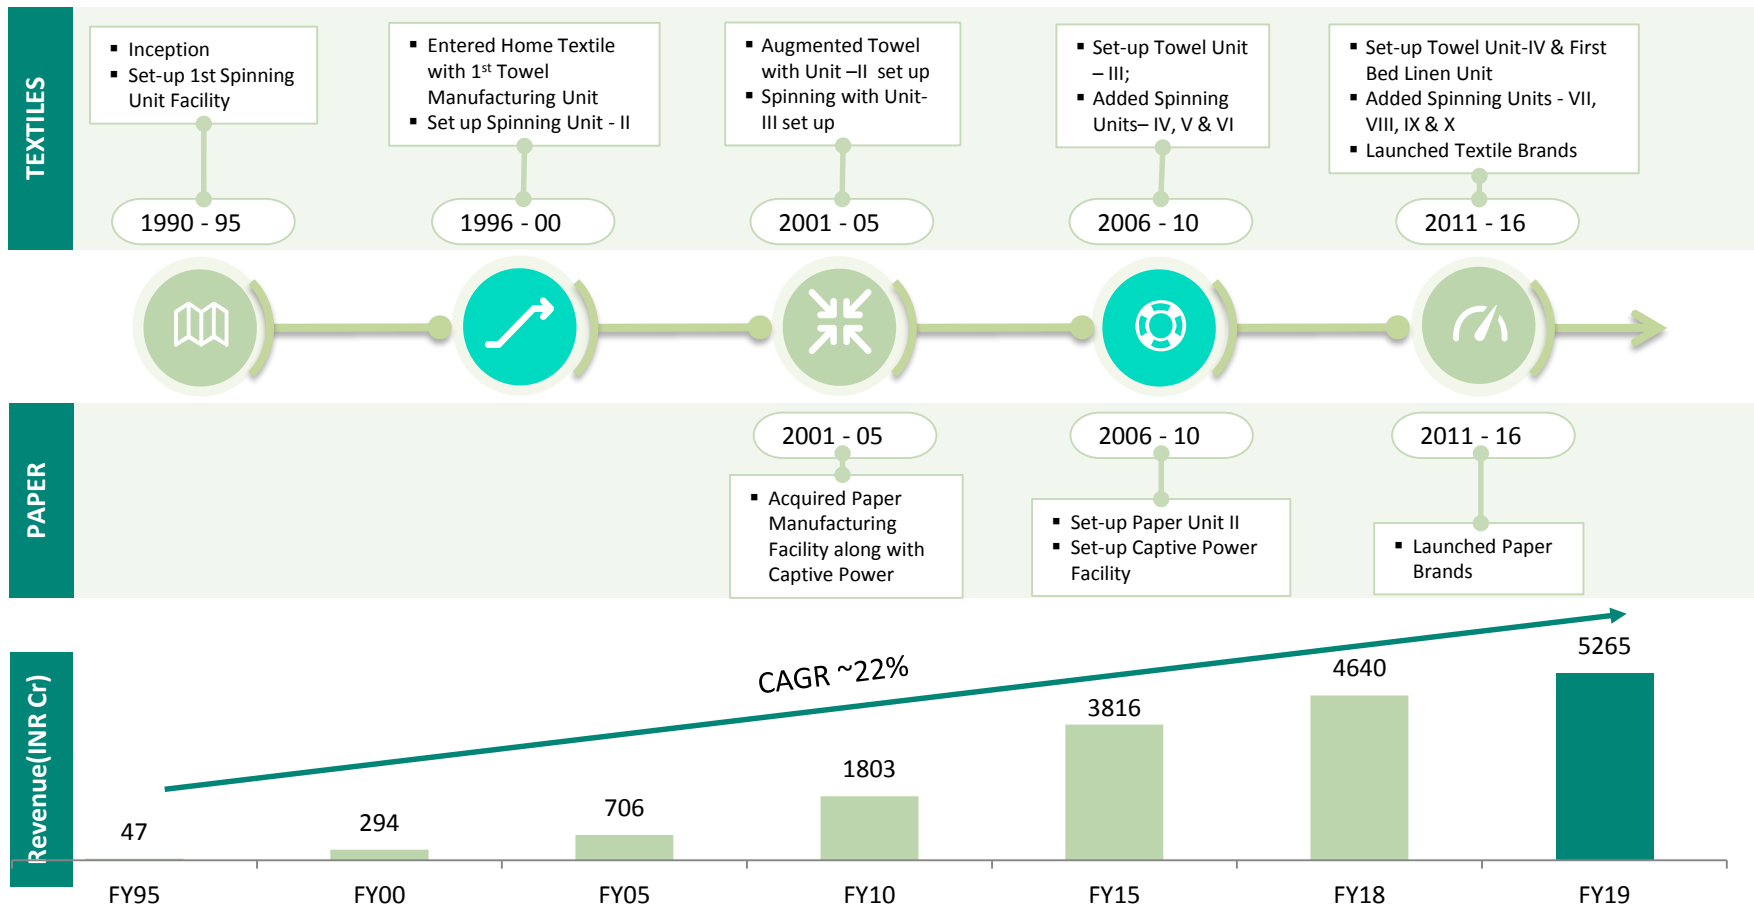 TEXTILES
▪ Inception
▪ Set-up 1st Spinning
Unit Facility
▪ Entered Home Textile
with 1st Towel
Manufacturing Unit
▪ Set up Spinning Unit - II
▪ Augmented Towel
with Unit –II set up
▪ Spinning with Unit-
III set up
▪ Set-up Towel Unit
– III;
▪ Added Spinning
Units– IV, V & VI
▪ Set-up Towel Unit-IV & First
Bed Linen Unit
▪ Added Spinning Units - VII,
VIII, IX & X
▪ Launched Textile Brands
1990 - 95
1996 - 00
2001 - 05
2006 - 10
2011 - 16
PAPER
2001 - 05
2006 - 10
2011 - 16
▪ Acquired Paper
Manufacturing
Facility along with
Captive Power
▪ Set-up Paper Unit II
▪ Set-up Captive Power
Facility
▪ Launched Paper
Brands
Revenue(INR Cr)
CAGR ~22%
47
294
706
1803
3816
4640
5265
FY95
FY00
FY05
FY10
FY15
FY18
FY19